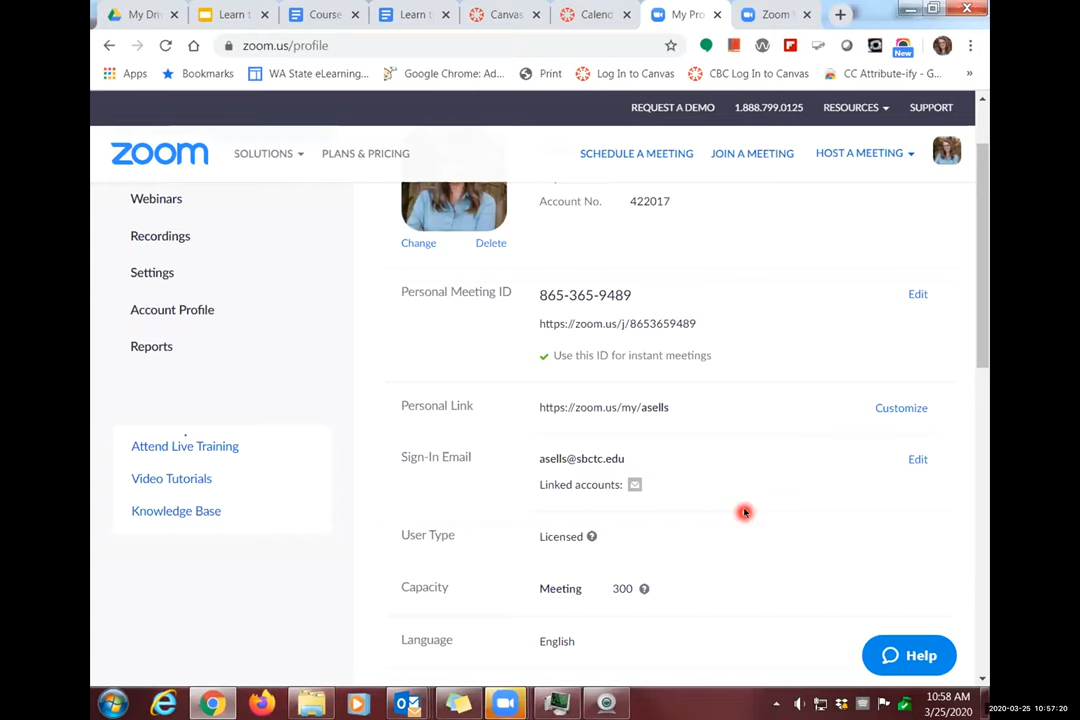 My Dri
Learn t
Course
Learn t
Canvas
Calend
My Pro
Zoom
zoom.us/profile
New
Apps
Bookmarks
WA State eLearning...
Google Chrome: Ad...
Print
Log In to Canvas
CBC Log In to Canvas
CC Attribute-ify - G...
»
REQUEST A DEMO
1.888.799.0125
RESOURCES
SUPPORT
zoom
SOLUTIONS
PLANS & PRICING
SCHEDULE A MEETING
JOIN A MEETING
HOST A MEETING
Webinars
Recordings
Settings
Account Profile
Reports
Attend Live Training
Video Tutorials
Knowledge Base
Account No. 422017
Change
Delete
Personal Meeting ID
865-365-9489
Edit
https://zoom.us/j/8653659489
Use this ID for instant meetings
Personal Link
https://zoom.us/my/asells
Customize
Sign-In Email
asells@sbctc.edu
Edit
Linked accounts:
User Type
Licensed
Capacity
Meeting 300
Language
English
Help
10:58 AM
3/25/2020
2020-03-25 10:57:20